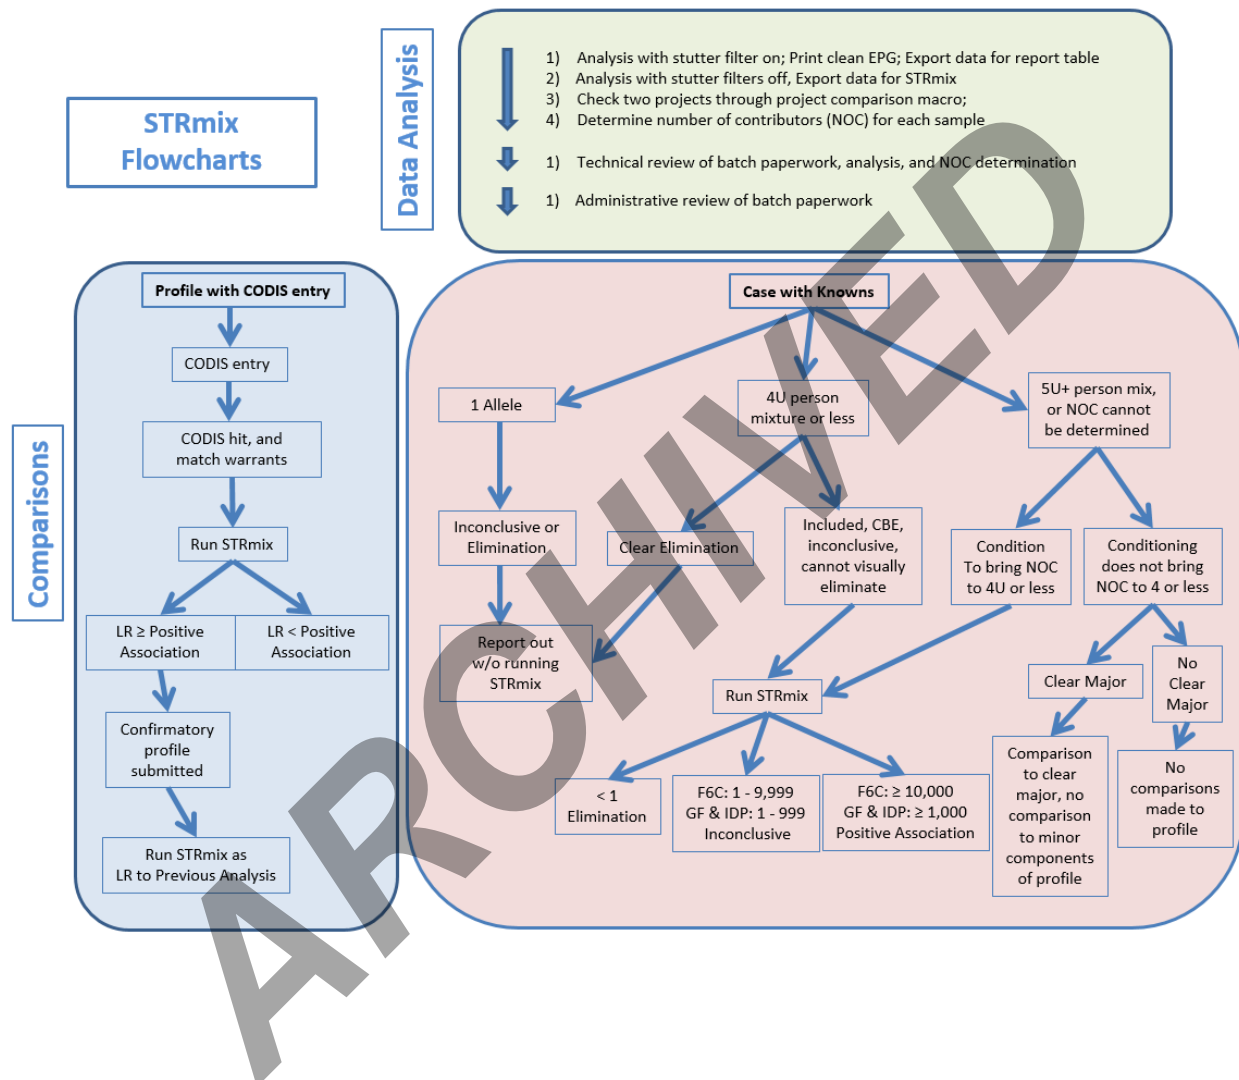 STRmix
Flowcharts
Data Analysis
1) Analysis with stutter filter on; Print clean EPG; Export data for report table
2) Analysis with stutter filters off, Export data for STRmix
3) Check two projects through project comparison macro;
4) Determine number of contributors (NOC) for each sample
1) Technical review of batch paperwork, analysis, and NOC determination
1) Administrative review of batch paperwork
Comparisons
Profile with CODIS entry
CODIS entry
CODIS hit, and
match warrants
Run STRmix
LR ≥ Positive
Association
LR < Positive
Association
Confirmatory
profile
submitted
Run STRmix as
LR to Previous Analysis
Case with Knowns
1 Allele
4U person
mixture or less
5U+ person mix,
or NOC cannot
be determined
Inconclusive or
Elimination
Clear Elimination
Included, CBE,
inconclusive,
cannot visually
eliminate
Condition
To bring NOC
to 4U or less
Conditioning
does not bring
NOC to 4 or less
Report out
w/o running
STRmix
Run STRmix
Clear Major
No
Clear
Major
< 1
Elimination
F6C: 1 - 9,999
GF & IDP: 1 - 999
Inconclusive
F6C: ≥ 10,000
GF & IDP: ≥ 1,000
Positive Association
Comparison
to clear
major, no
comparison
to minor
components
of profile
No
comparisons
made to
profile
ARCHIVED